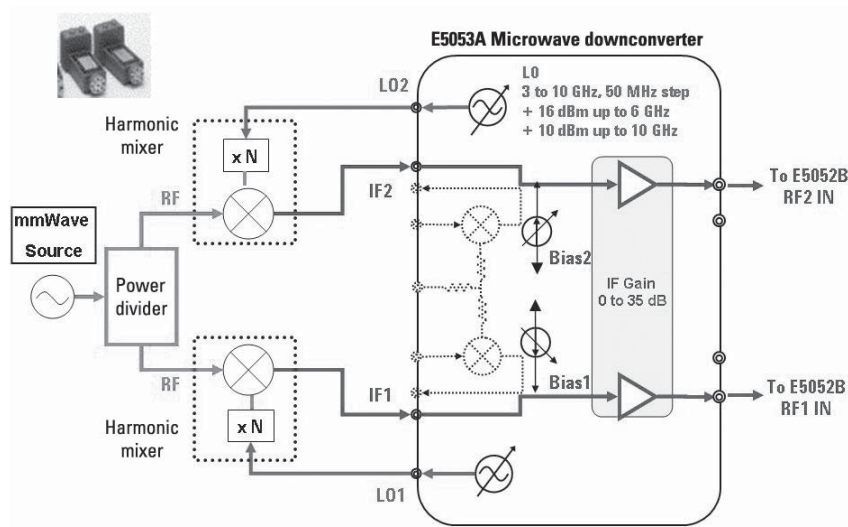 E5053A Microwave downconverter
LO2
LO
3 to 10 GHz, 50 MHz step
+ 16 dBm up to 6 GHz
+ 10 dBm up to 10 GHz
Harmonic
mixer
x N
RF
IF2
To E5052B
RF2 IN
mmWave
Source
Power
divider
Bias2
IF Gain
0 to 35 dB
RF
IF1
Bias1
To E5052B
RF1 IN
Harmonic
mixer
x N
LO1